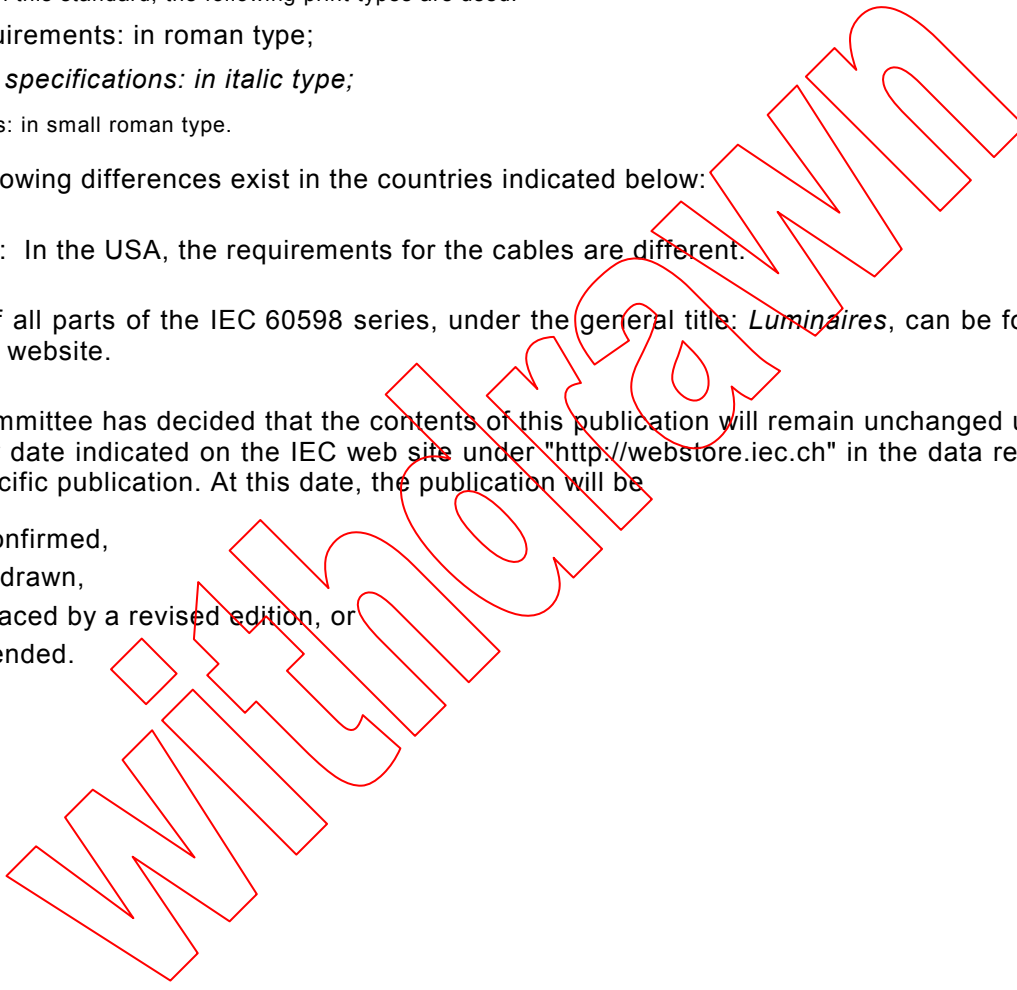 this standard, the following print types are used:
uirements: in roman type;
specifications: in italic type;
s: in small roman type.
owing differences exist in the countries indicated below:
: In the USA, the requirements for the cables are different.
f all parts of the IEC 60598 series, under the general title: Luminaires, can be fo
website.
mmittee has decided that the contents of this publication will remain unchanged u
date indicated on the IEC web site under "http://webstore.iec.ch" in the data re
cific publication. At this date, the publication will be
onfirmed,
drawn,
aced by a revised edition, or
ended.
withdrawn